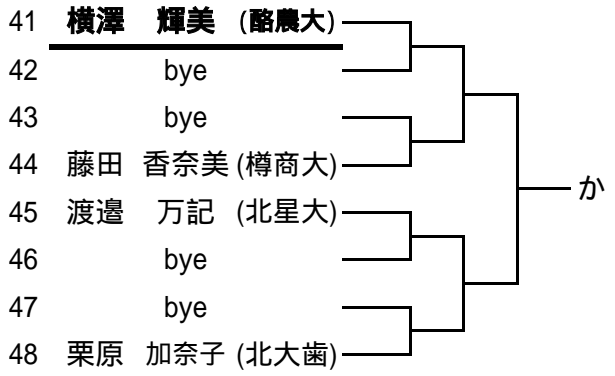 41 横澤 輝美 (酪農大)
42 bye
43 bye
44 藤田 香奈美 (樽商大)
か
45 渡邉 万記 (北星大)
46 bye
47 bye
48 栗原 加奈子 (北大歯)